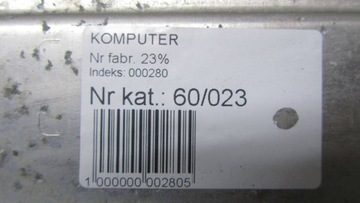 KOMPUTER
Nr fabr. 23%
Indeks: 000280
Nr kat.: 60/023
1 000000 002805